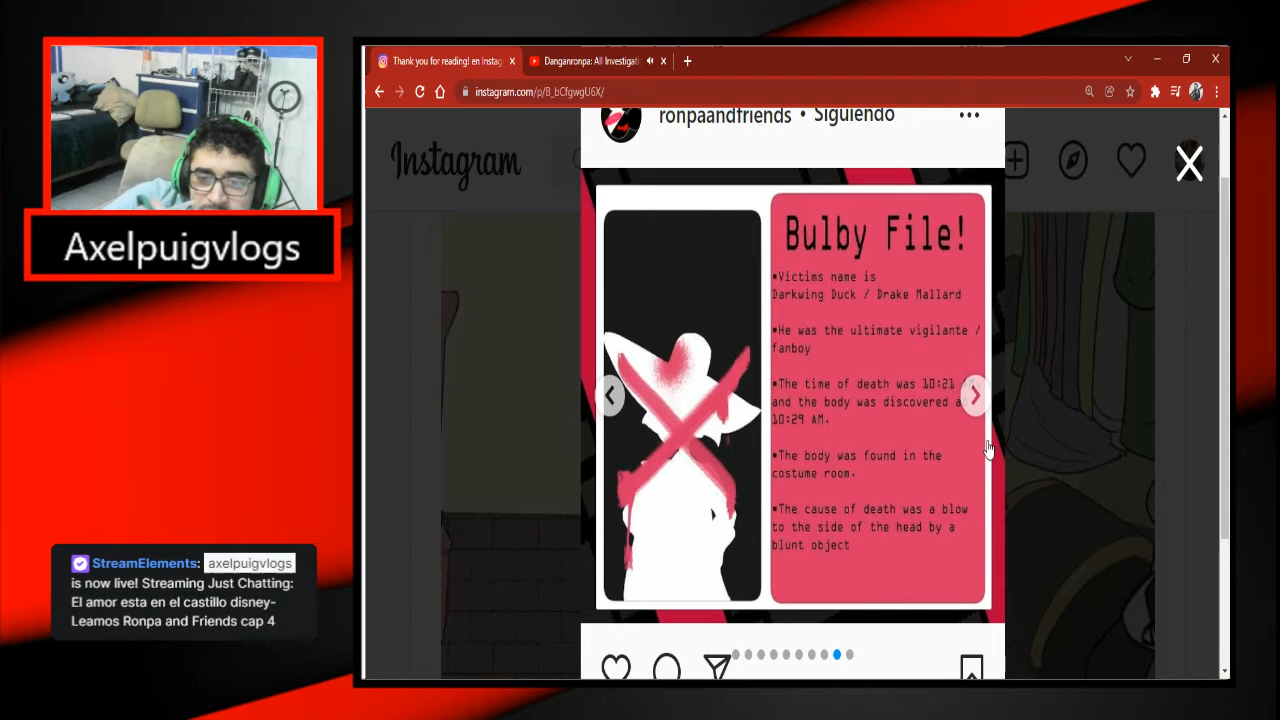 Thank you for reading! en Instag
Danganronpa: All Investigati
instagram.com/p/B_bCfgwgU6X/
ronpaandfriends • Siguiendo
Instagram
Bulby File!
•Victims name is
Darkwing Duck / Drake Mallard
•He was the ultimate vigilante /
fanboy
•The time of death was 10:21
and the body was discovered
10:29 AM.
•The body was found in the
costume room.
•The cause of death was a blow
to the side of the head by a
blunt object
Axelpuigvlogs
StreamElements: axelpuigvlogs
is now live! Streaming Just Chatting:
El amor esta en el castillo disney-
Leamos Ronpa and Friends cap 4